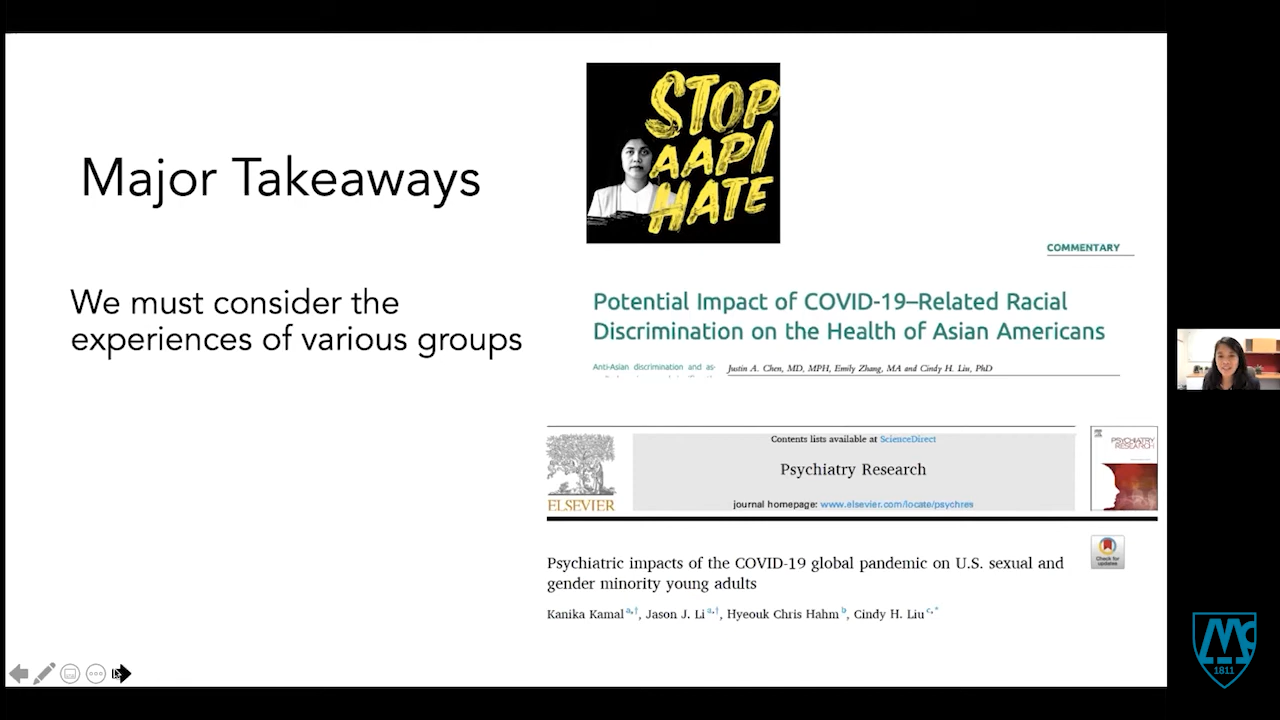 Major Takeaways
We must consider the
experiences of various groups
STOP
AAPI
HATE
COMMENTARY
Potential Impact of COVID-19–Related Racial
Discrimination on the Health of Asian Americans
Anti-Asian discrimination and as-
Justin A. Chen, MD, MPH, Emily Zhang, MA and Cindy H. Liu, PhD
Contents lists available at ScienceDirect
Psychiatry Research
journal homepage: www.elsevier.com/locate/psychres
ELSEVIER
PSYCHIATRY
RESEARCH
Check for
updates
Psychiatric impacts of the COVID-19 global pandemic on U.S. sexual and
gender minority young adults
Kanika Kamal a,†, Jason J. Li a,†, Hyeouk Chris Hahm b, Cindy H. Liu c,*
1811